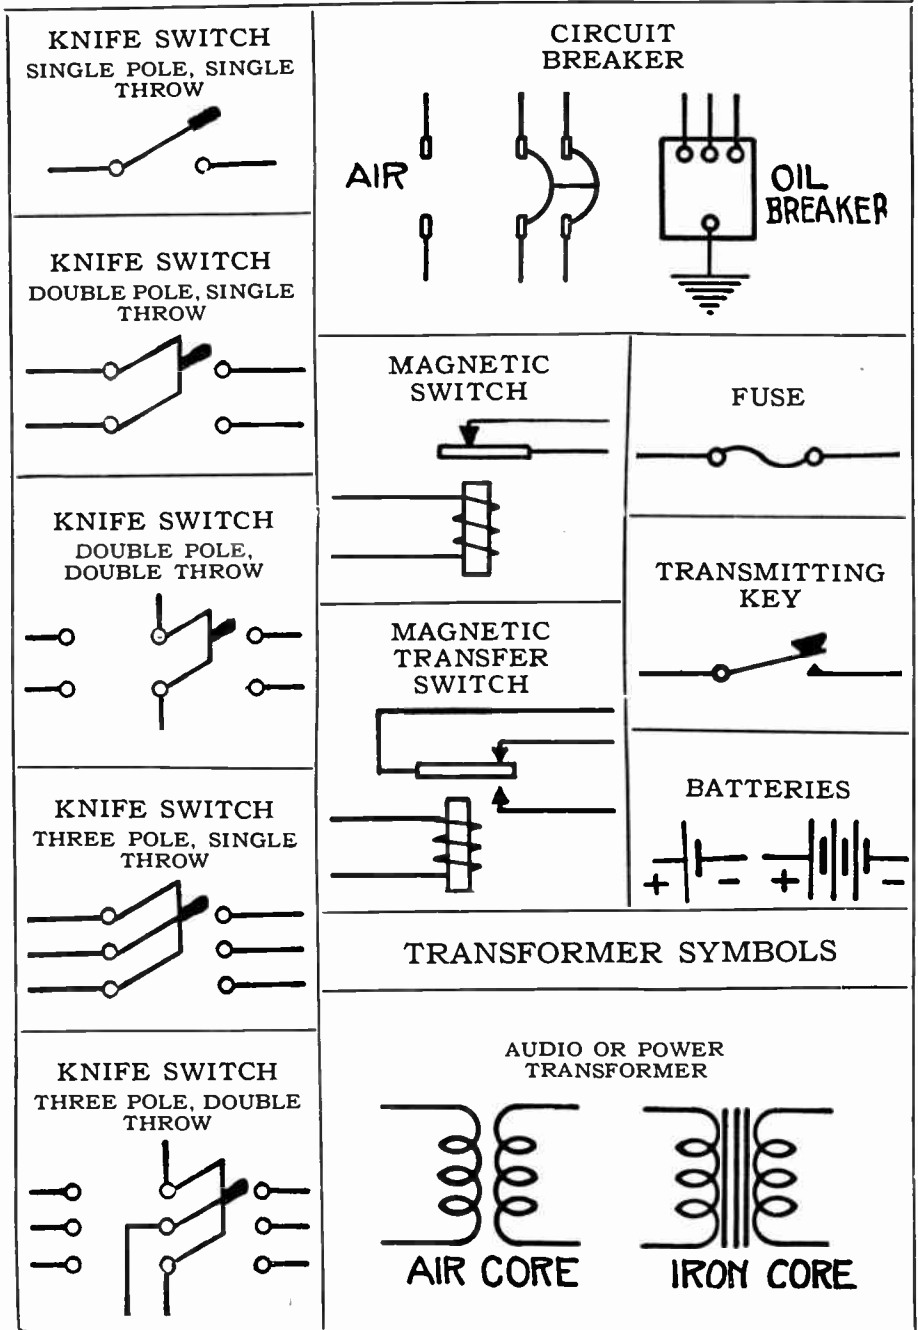 KNIFE SWITCH
SINGLE POLE, SINGLE
THROW
KNIFE SWITCH
DOUBLE POLE, SINGLE
THROW
KNIFE SWITCH
DOUBLE POLE,
DOUBLE THROW
KNIFE SWITCH
THREE POLE, SINGLE
THROW
KNIFE SWITCH
THREE POLE, DOUBLE
THROW
CIRCUIT
BREAKER
AIR
OIL
BREAKER
MAGNETIC
SWITCH
FUSE
TRANSMITTING
KEY
MAGNETIC
TRANSFER
SWITCH
BATTERIES
+ - + -
TRANSFORMER SYMBOLS
AUDIO OR POWER
TRANSFORMER
AIR CORE
IRON CORE